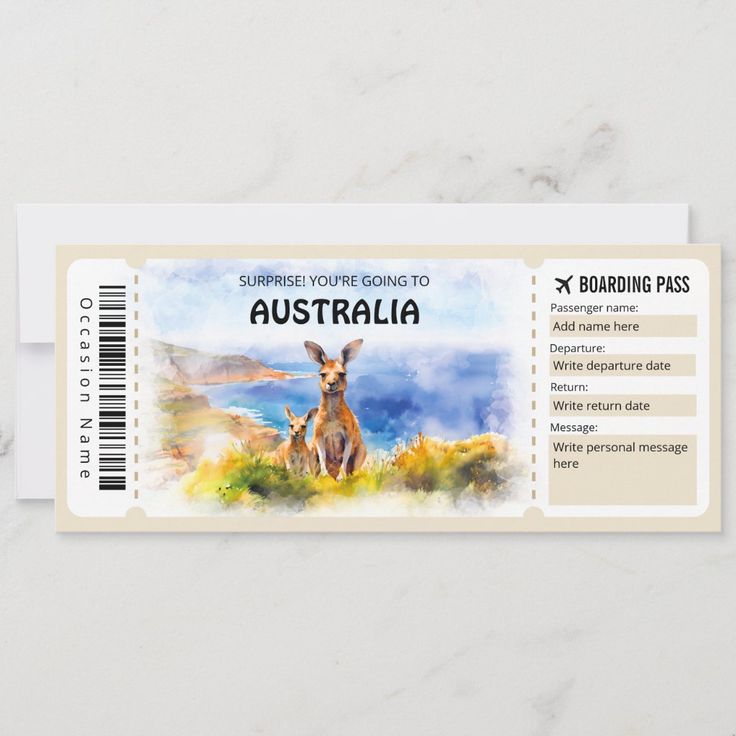 Occasion Name
SURPRISE! YOU'RE GOING TO
AUSTRALIA
BOARDING PASS
Passenger name:
Add name here
Departure:
Write departure date
Return:
Write return date
Message:
Write personal message
here